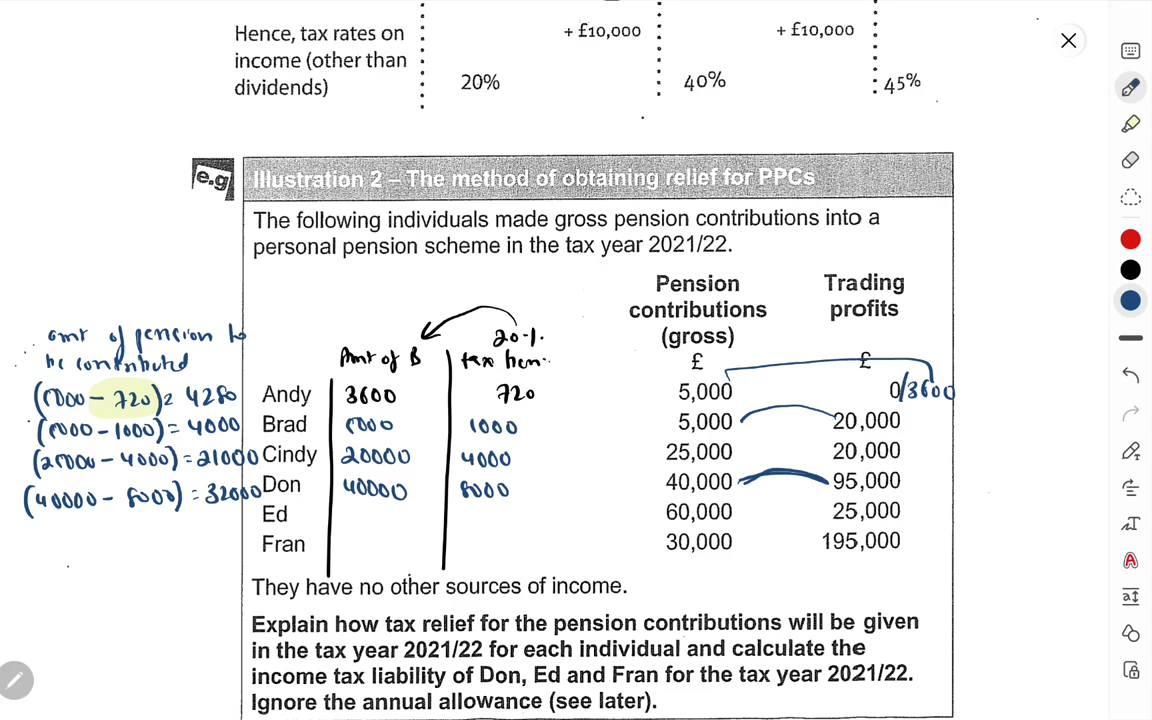 Hence, tax rates on
income (other than
dividends)
+ £10,000
+ £10,000
20%
40%
45%
e.g
Illustration 2 – The method of obtaining relief for PPCs
The following individuals made gross pension contributions into a
personal pension scheme in the tax year 2021/22.
Pension Trading
contributions profits
(gross)
£ £
amt of pension to
be contributed
Amt of B
20%
tax ben.
(5000 - 720) = 4280 Andy 3600 720 5,000 0/3600
(5000 - 1000) = 4000 Brad 5000 1000 5,000 20,000
(25000 - 4000) = 21000 Cindy 20000 4000 25,000 20,000
(40000 - 8000) = 32000 Don 40000 8000 40,000 95,000
Ed 60,000 25,000
Fran 30,000 195,000
They have no other sources of income.
Explain how tax relief for the pension contributions will be given
in the tax year 2021/22 for each individual and calculate the
income tax liability of Don, Ed and Fran for the tax year 2021/22.
Ignore the annual allowance (see later).